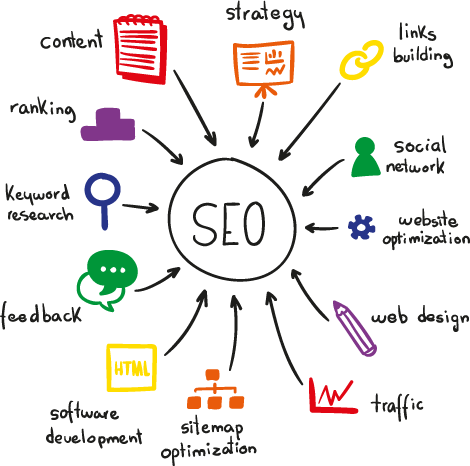 strategy
content
links
building
ranking
social
network
Keyword
research
SEO
website
optimization
feedback
web design
HTML
software
development
sitemap
optimization
traffic